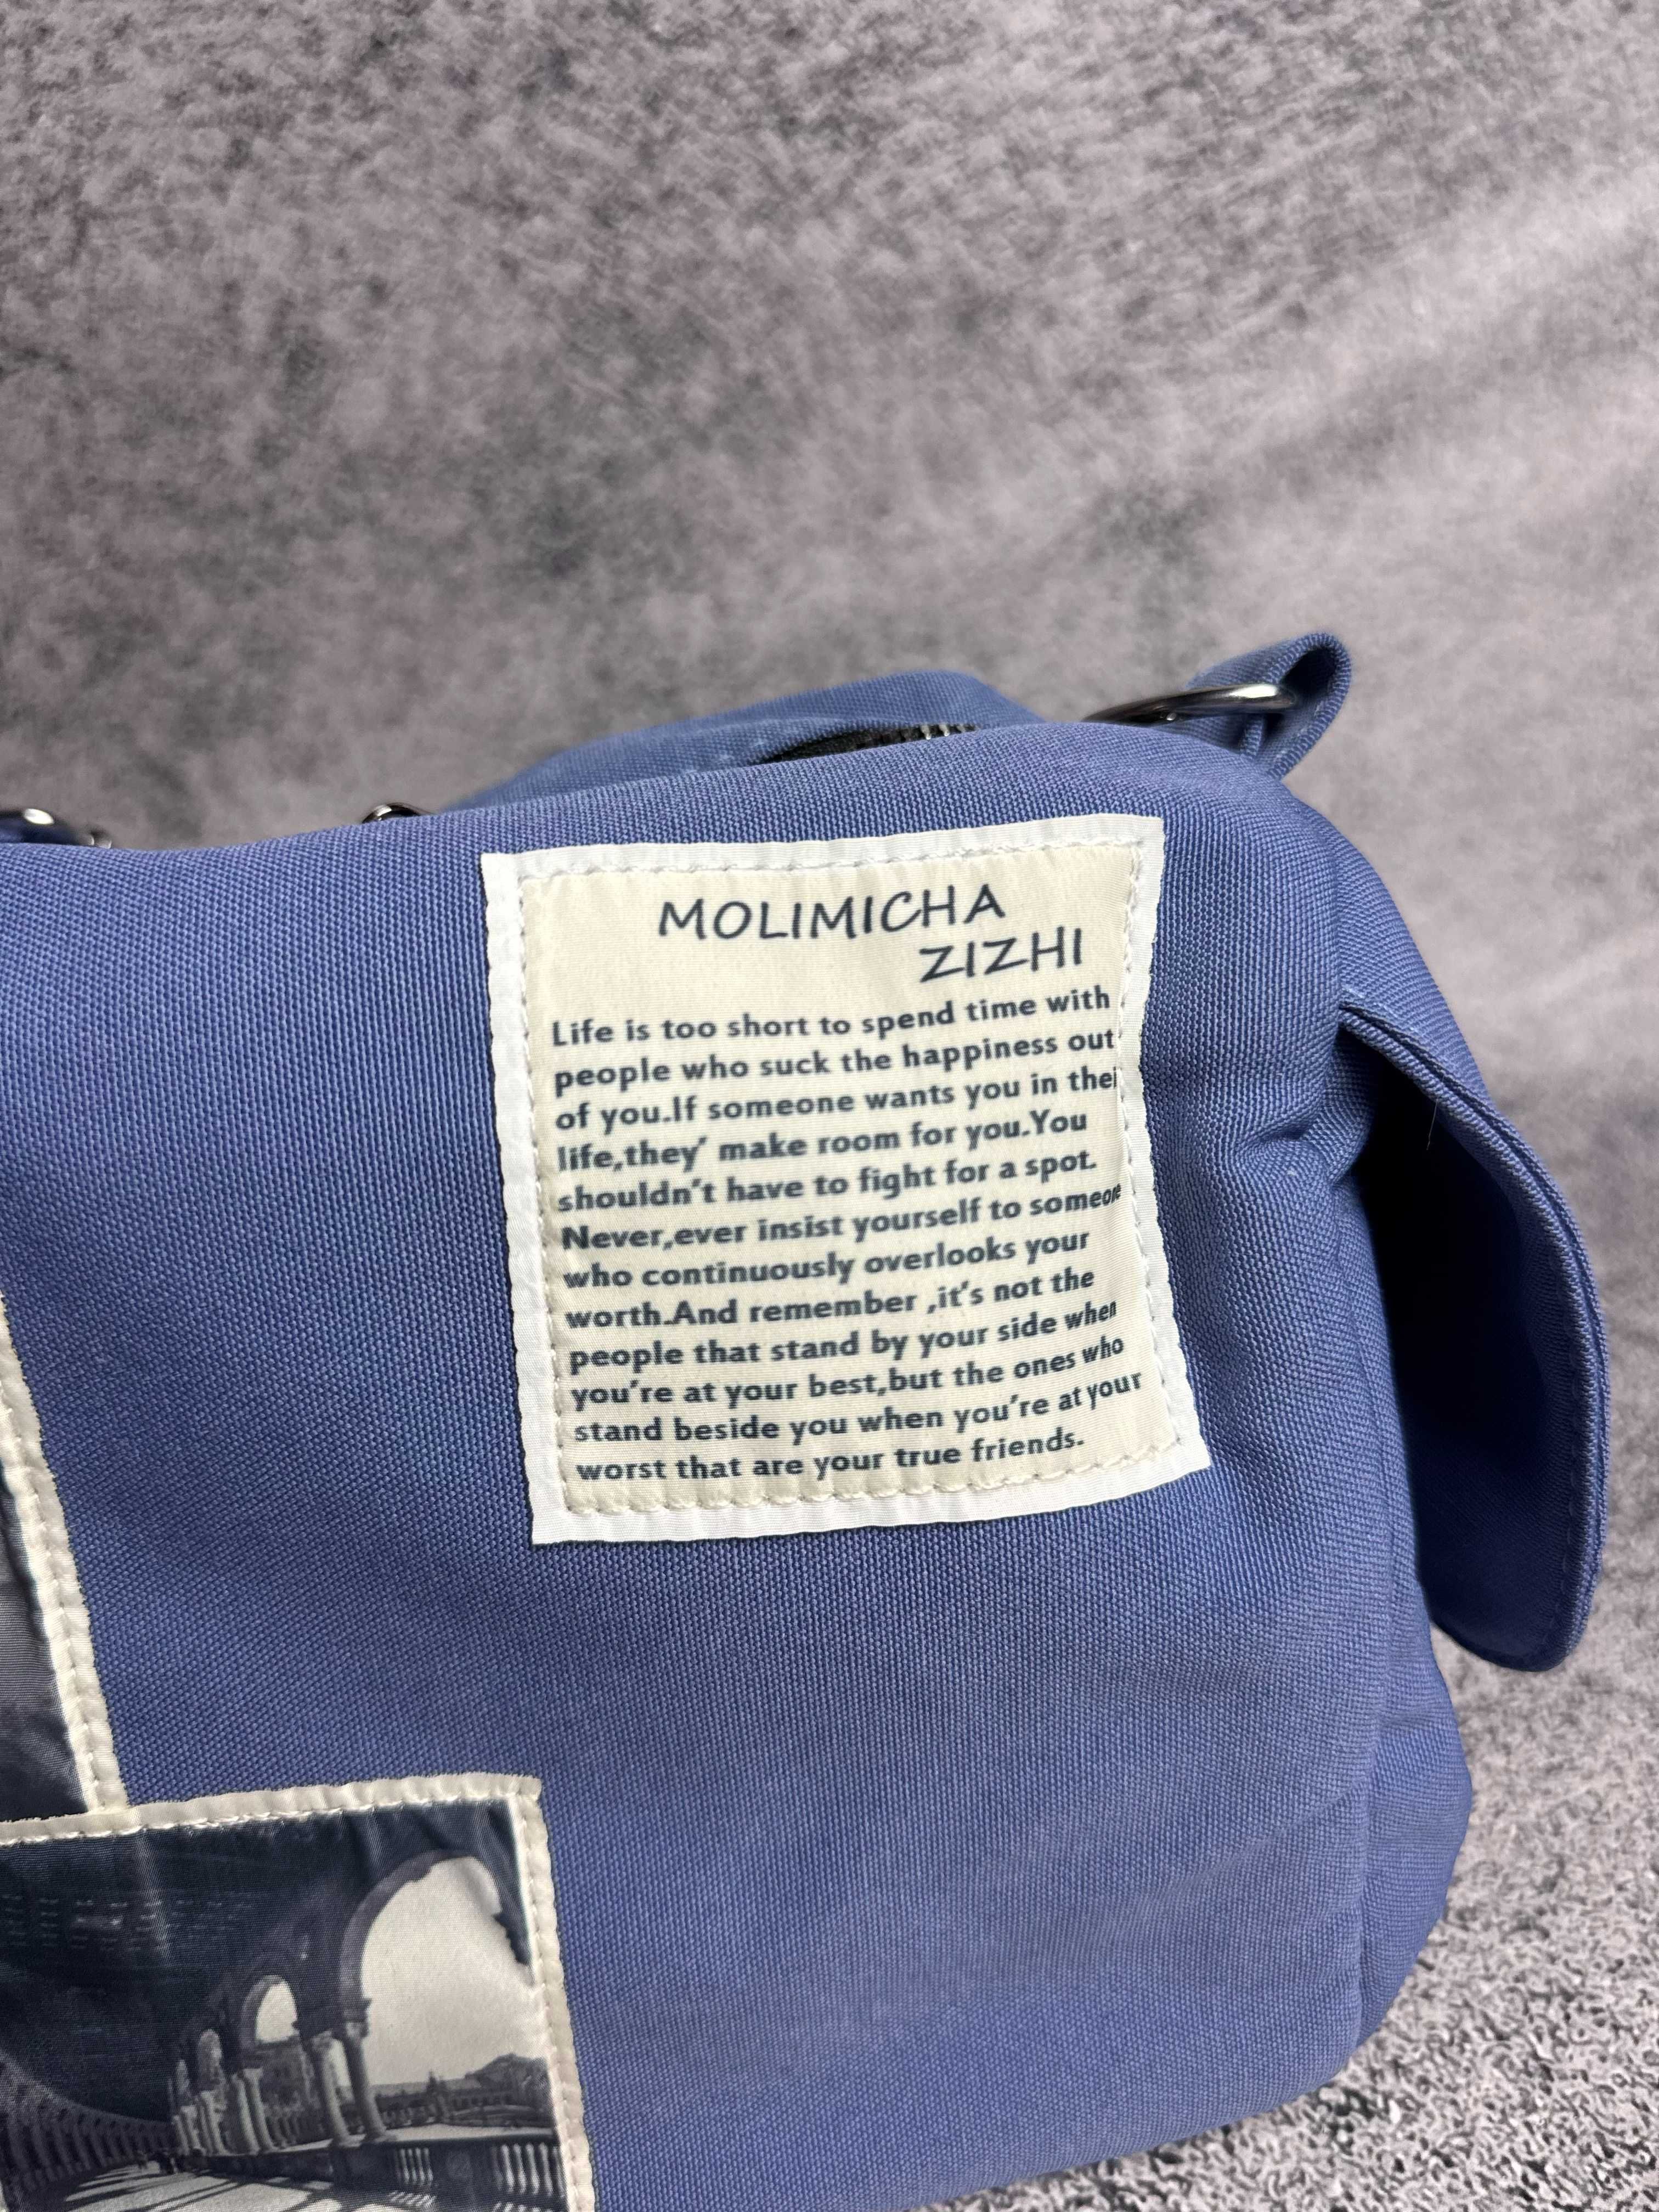 MOLIMICHA
ZIZHI
Life is too short to spend time with
people who suck the happiness out
of you.If someone wants you in thei
life,they' make room for you.You
shouldn't have to fight for a spot.
Never,ever insist yourself to someone
who continuously overlooks your
worth.And remember ,it's not the
people that stand by your side when
you're at your best,but the ones who
stand beside you when you're at your
worst that are your true friends.